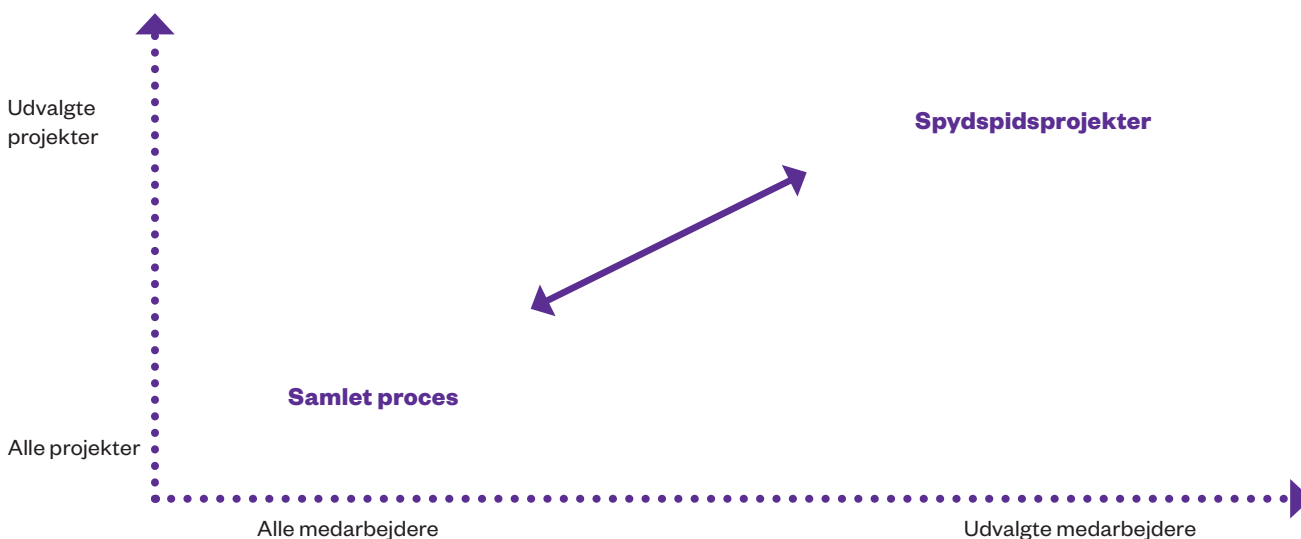 Udvalgte
projekter
Spydspidsprojekter
Samlet proces
Alle projekter
Alle medarbejdere
Udvalgte medarbejdere